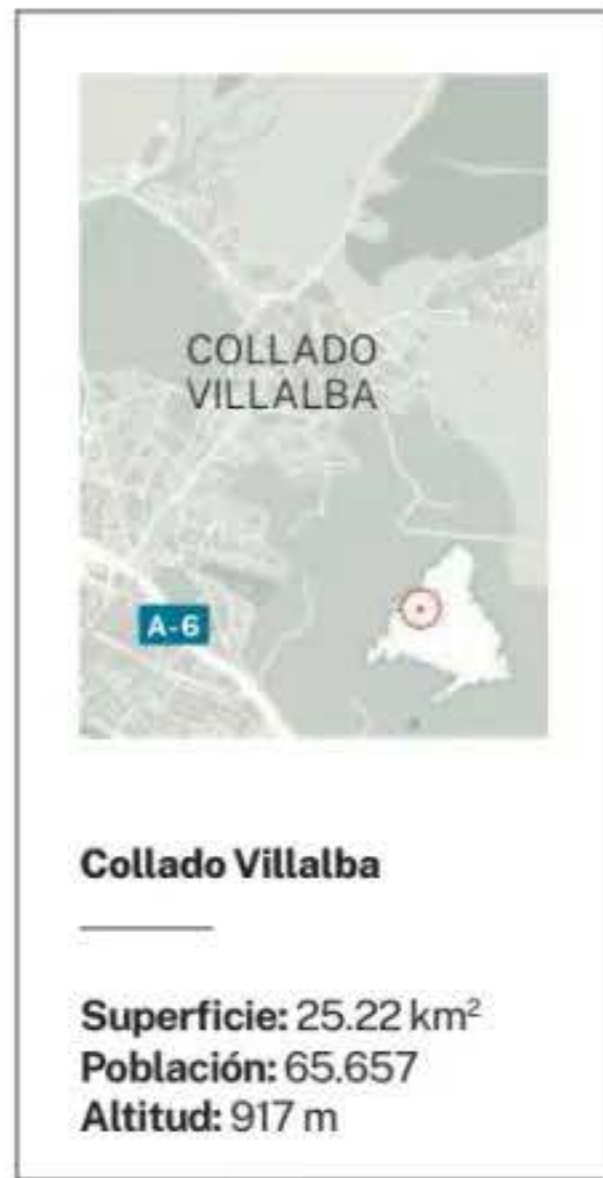 COLLADO
VILLALBA
A-6
Collado Villalba
Superficie: 25.22 km²
Población: 65.657
Altitud: 917 m